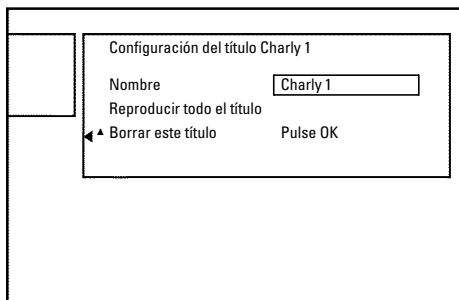 Configuración del título Charly 1
Nombre Charly 1
Reproducir todo el título
Borrar este título Pulse OK